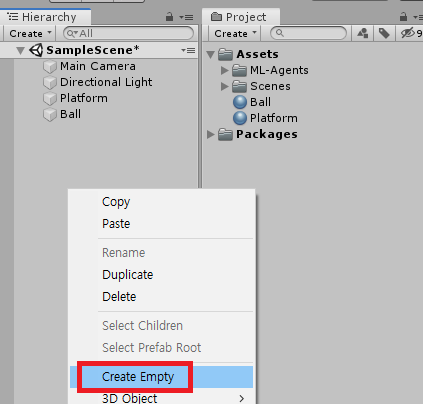 Hierarchy
Create
All
SampleScene*
Main Camera
Directional Light
Platform
Ball
Project
Create
9
Assets
ML-Agents
Scenes
Ball
Platform
Packages
Copy
Paste
Rename
Duplicate
Delete
Select Children
Select Prefab Root
Create Empty
3D Object